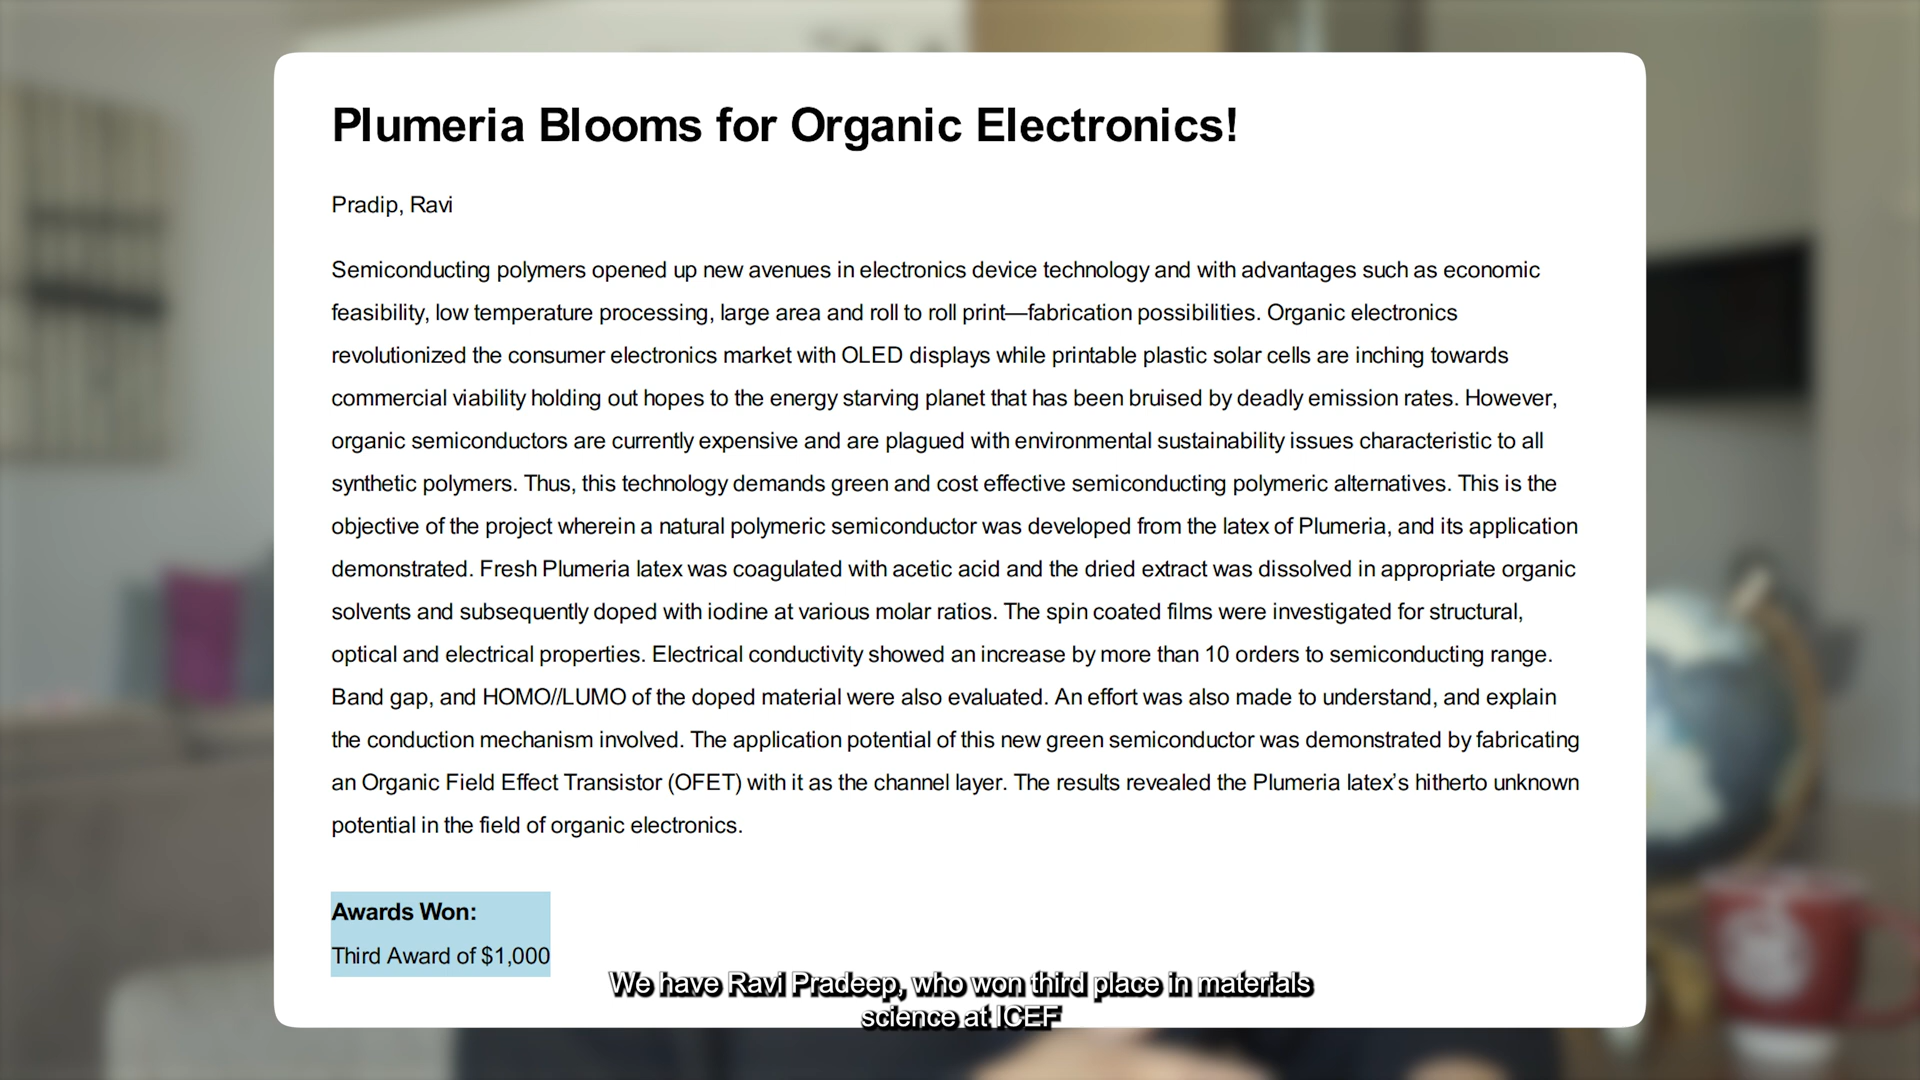 Plumeria Blooms for Organic Electronics!
Pradip, Ravi
Semiconducting polymers opened up new avenues in electronics device technology and with advantages such as economic
feasibility, low temperature processing, large area and roll to roll print—fabrication possibilities. Organic electronics
revolutionized the consumer electronics market with OLED displays while printable plastic solar cells are inching towards
commercial viability holding out hopes to the energy starving planet that has been bruised by deadly emission rates. However,
organic semiconductors are currently expensive and are plagued with environmental sustainability issues characteristic to all
synthetic polymers. Thus, this technology demands green and cost effective semiconducting polymeric alternatives. This is the
objective of the project wherein a natural polymeric semiconductor was developed from the latex of Plumeria, and its application
demonstrated. Fresh Plumeria latex was coagulated with acetic acid and the dried extract was dissolved in appropriate organic
solvents and subsequently doped with iodine at various molar ratios. The spin coated films were investigated for structural,
optical and electrical properties. Electrical conductivity showed an increase by more than 10 orders to semiconducting range.
Band gap, and HOMO//LUMO of the doped material were also evaluated. An effort was also made to understand, and explain
the conduction mechanism involved. The application potential of this new green semiconductor was demonstrated by fabricating
an Organic Field Effect Transistor (OFET) with it as the channel layer. The results revealed the Plumeria latex’s hitherto unknown
potential in the field of organic electronics.
Awards Won:
Third Award of $1,000
We have Ravi Pradeep, who won third place in materials
science at ICEF